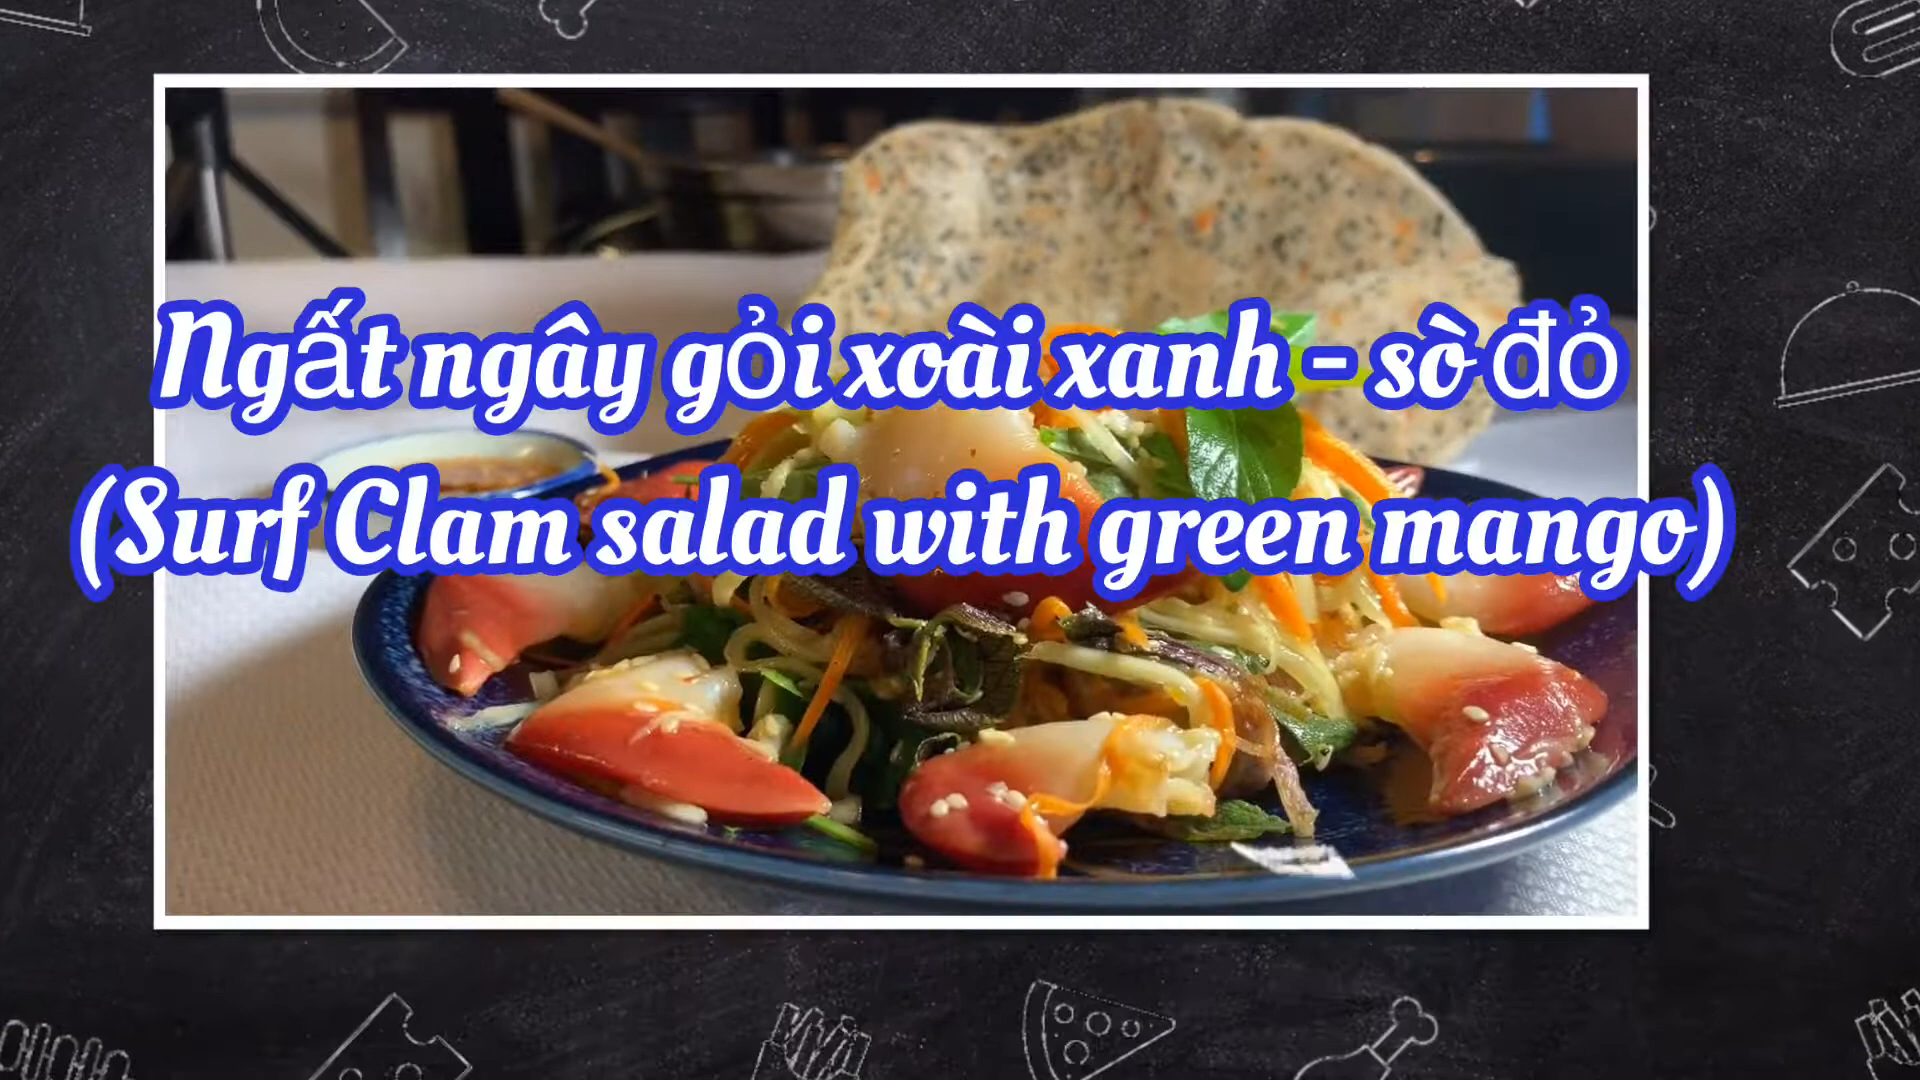 Ngất ngây gỏi xoài xanh - sò đỏ
(Surf Clam salad with green mango)